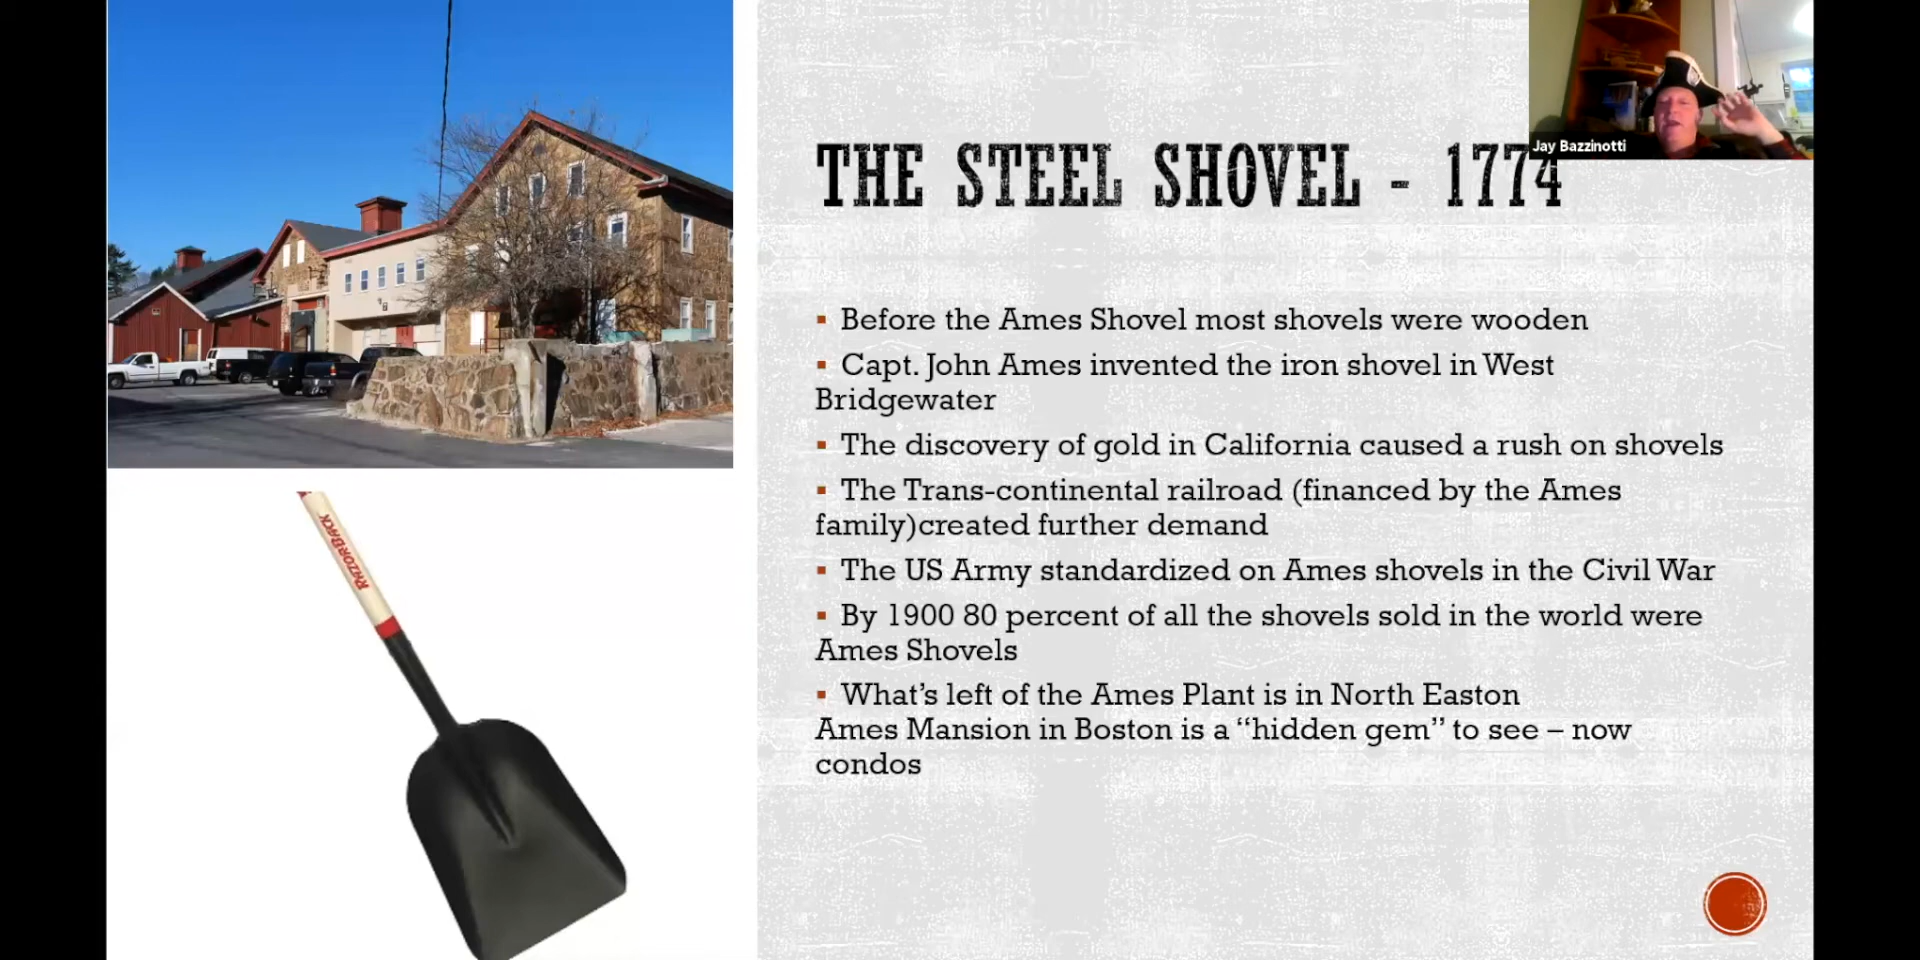 Jay Bazzinotti
THE STEEL SHOVEL - 1774
▪ Before the Ames Shovel most shovels were wooden
▪ Capt. John Ames invented the iron shovel in West
Bridgewater
▪ The discovery of gold in California caused a rush on shovels
▪ The Trans-continental railroad (financed by the Ames
family)created further demand
▪ The US Army standardized on Ames shovels in the Civil War
▪ By 1900 80 percent of all the shovels sold in the world were
Ames Shovels
▪ What's left of the Ames Plant is in North Easton
Ames Mansion in Boston is a “hidden gem” to see – now
condos
RAZORBACK